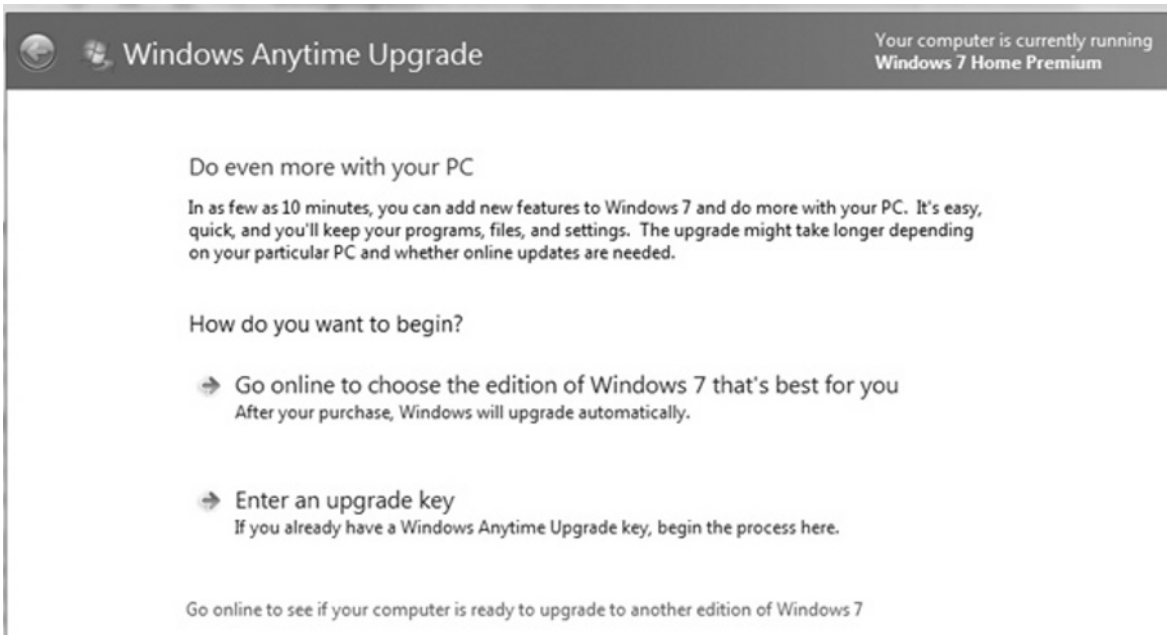 Windows Anytime Upgrade
Your computer is currently running
Windows 7 Home Premium
Do even more with your PC
In as few as 10 minutes, you can add new features to Windows 7 and do more with your PC. It's easy,
quick, and you'll keep your programs, files, and settings. The upgrade might take longer depending
on your particular PC and whether online updates are needed.
How do you want to begin?
Go online to choose the edition of Windows 7 that's best for you
After your purchase, Windows will upgrade automatically.
Enter an upgrade key
If you already have a Windows Anytime Upgrade key, begin the process here.
Go online to see if your computer is ready to upgrade to another edition of Windows 7